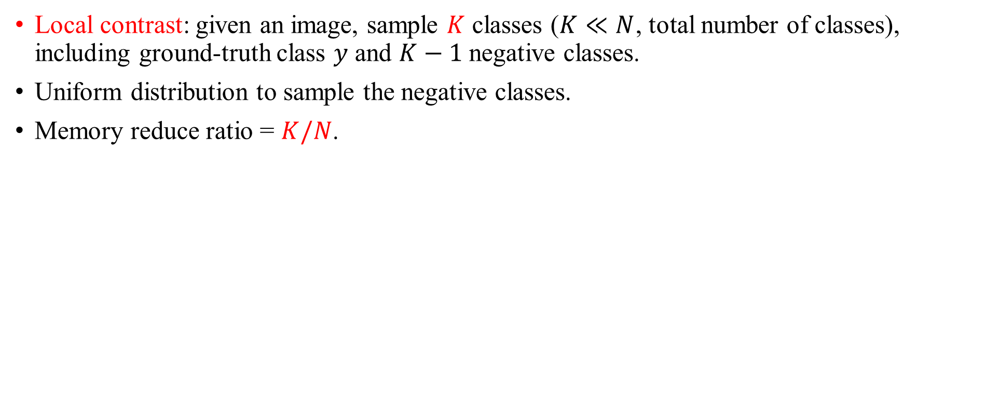 • Local contrast: given an image, sample K classes (K ≪ N, total number of classes),
including ground-truth class y and K − 1 negative classes.
• Uniform distribution to sample the negative classes.
• Memory reduce ratio = K/N.